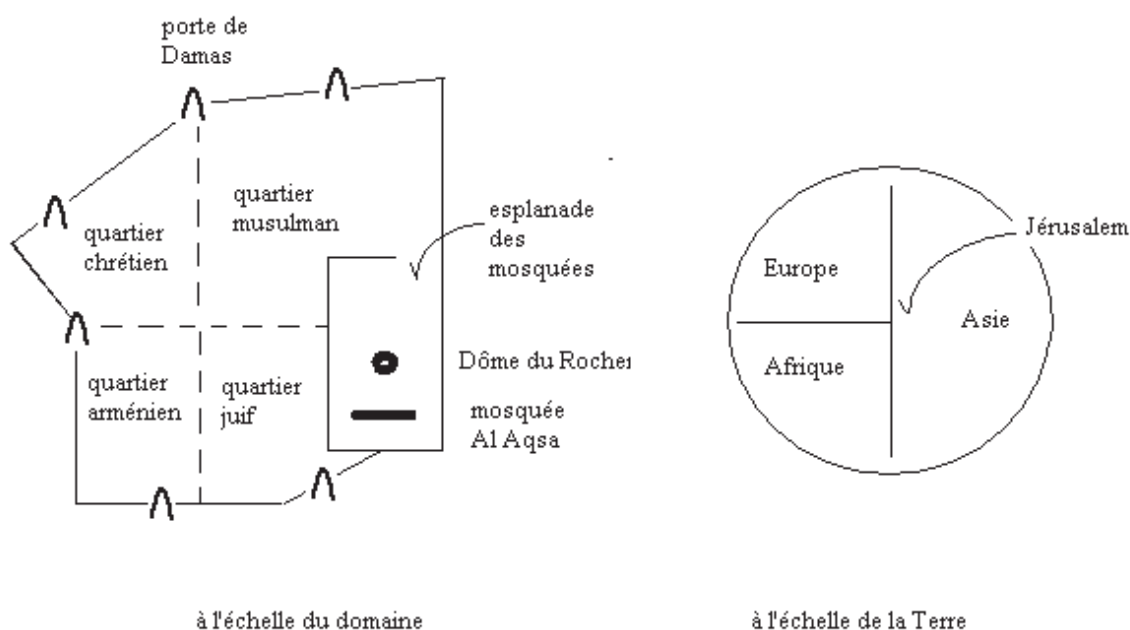 porte de
Damas
quartier
musulman
quartier
chrétien
esplanade
des
mosquées
Dôme du Rocher
quartier
arménien
quartier
juif
mosquée
Al Aqsa
à l'échelle du domaine
Jérusalem
Europe
Asie
Afrique
à l'échelle de la Terre